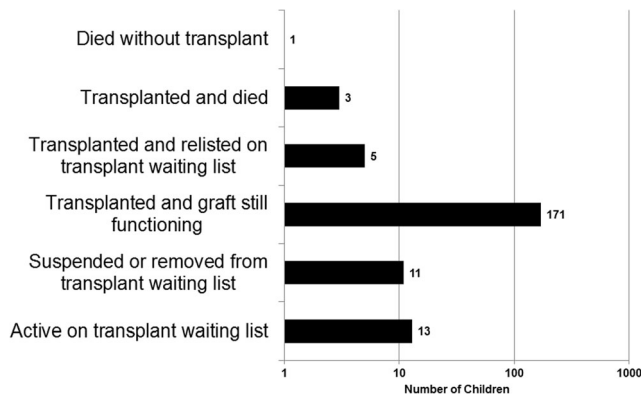 Died without transplant
1
Transplanted and died
3
Transplanted and relisted on
transplant waiting list
5
Transplanted and graft still
functioning
171
Suspended or removed from
transplant waiting list
11
Active on transplant waiting list
13
1 10 100 1000
Number of Children